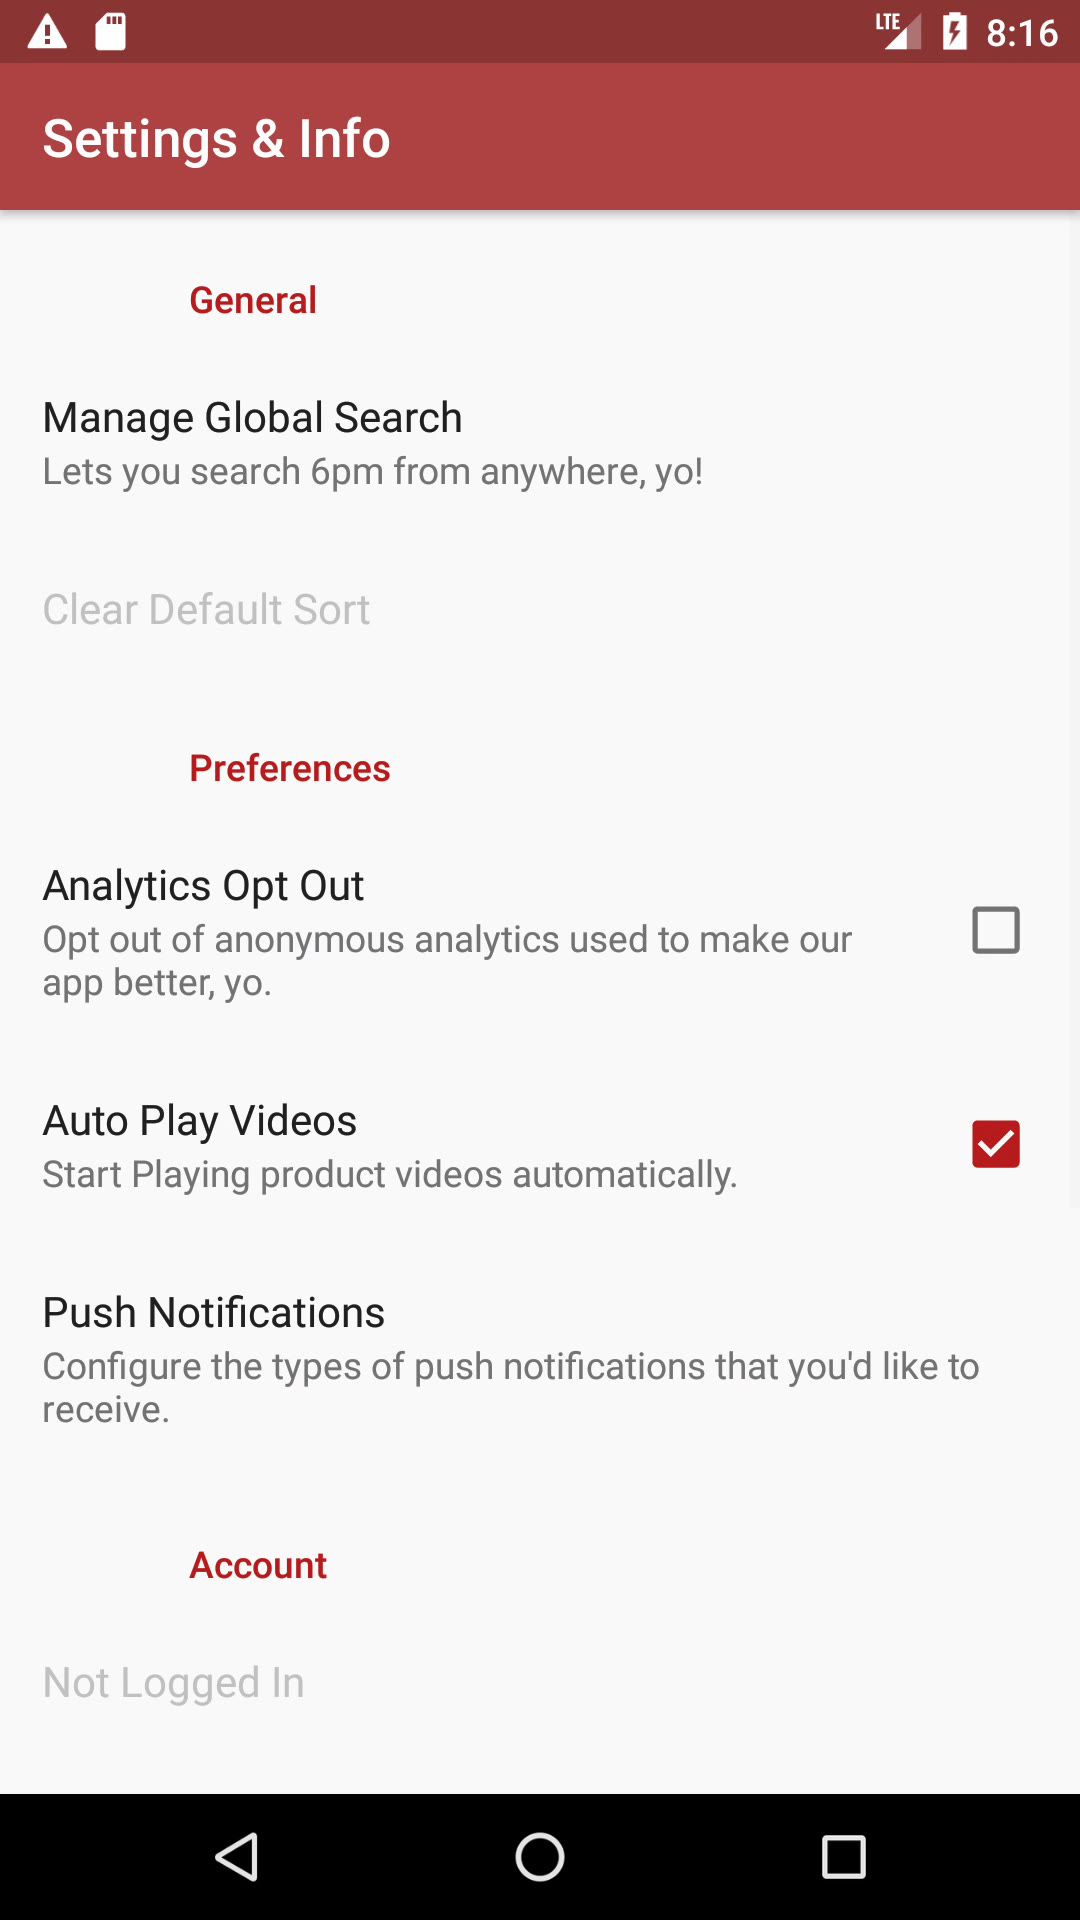 LTE 8:16
Settings & Info
General
Manage Global Search
Lets you search 6pm from anywhere, yo!
Clear Default Sort
Preferences
Analytics Opt Out
Opt out of anonymous analytics used to make our
app better, yo.
Auto Play Videos
Start Playing product videos automatically.
Push Notifications
Configure the types of push notifications that you'd like to
receive.
Account
Not Logged In